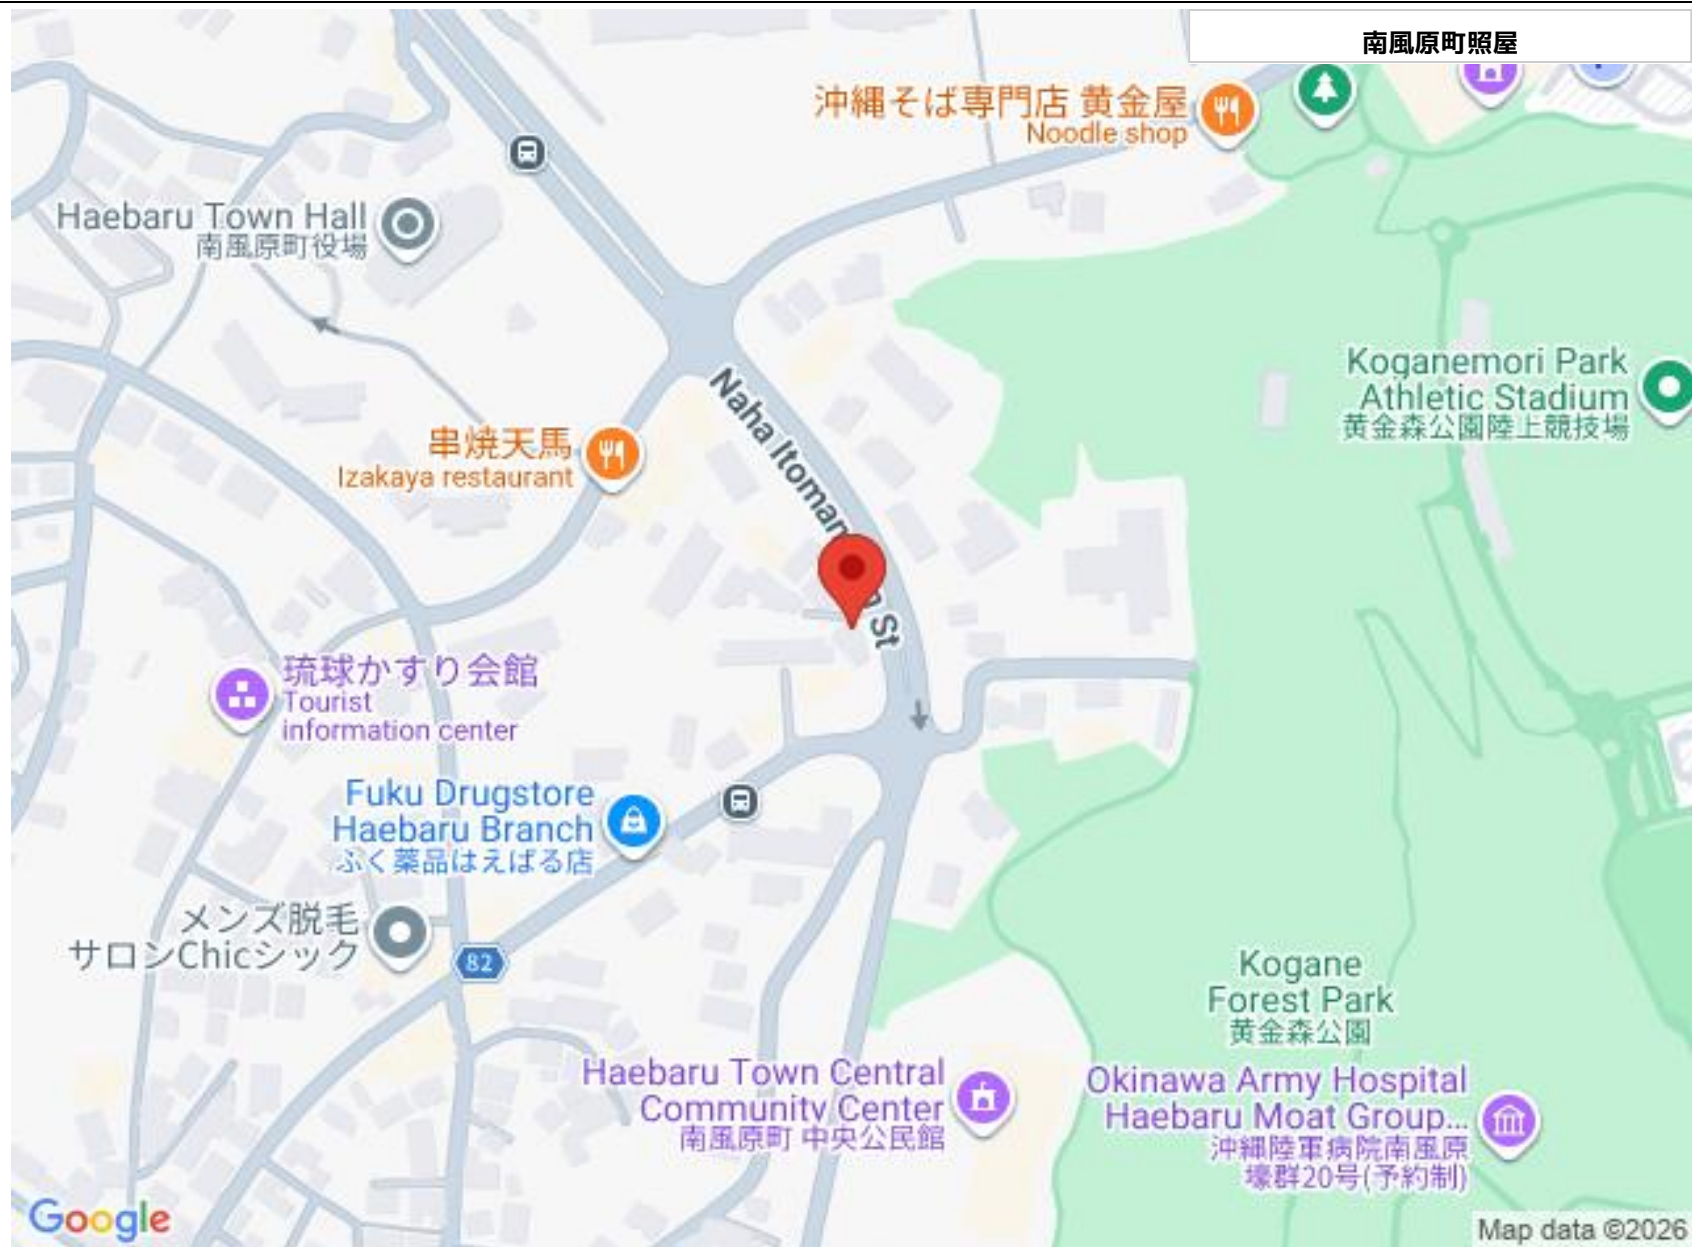 南風原町照屋
沖縄そば専門店 黄金屋
Noodle shop
Haebaru Town Hall
南風原町役場
Koganemori Park
Athletic Stadium
黄金森公園陸上競技場
Naha Itoman
St
串焼天馬
Izakaya restaurant
琉球かすり会館
Tourist
information center
Fuku Drugstore
Haebaru Branch
ふく薬品はえばる店
メンズ脱毛
サロンChicシック
82
Kogane
Forest Park
黄金森公園
Haebaru Town Central
Community Center
南風原町 中央公民館
Okinawa Army Hospital
Haebaru Moat Group...
沖縄陸軍病院南風原
壕群20号(予約制)
Google
Map data ©2026